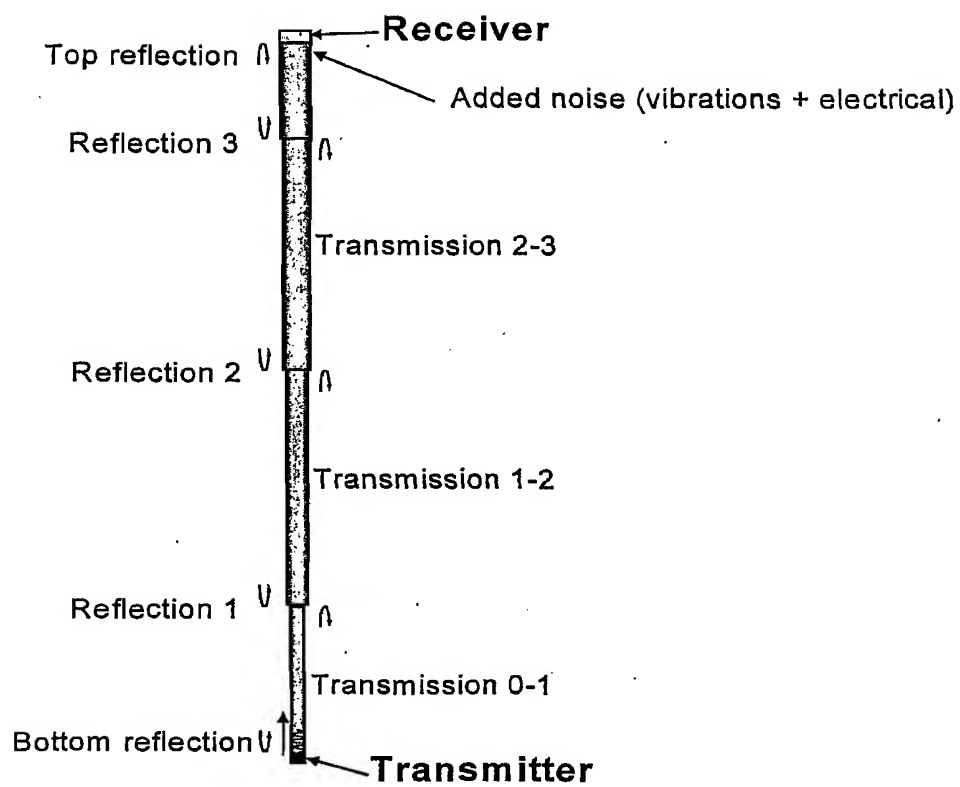 Receiver
Top reflection
Added noise (vibrations + electrical)
Reflection 3
Transmission 2-3
Reflection 2
Transmission 1-2
Reflection 1
Transmission 0-1
Bottom reflection
Transmitter